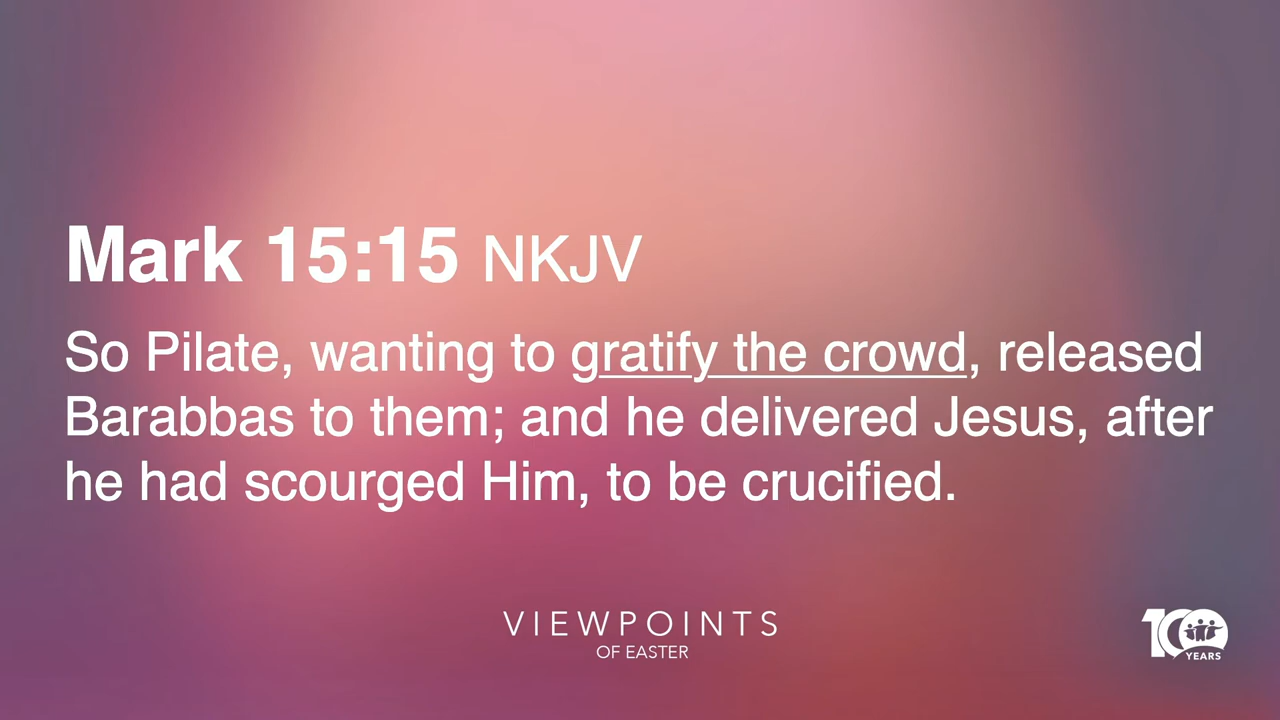 Mark 15:15 NKJV
So Pilate, wanting to gratify the crowd, released
Barabbas to them; and he delivered Jesus, after
he had scourged Him, to be crucified.
VIEWPOINTS
OF EASTER
100
YEARS